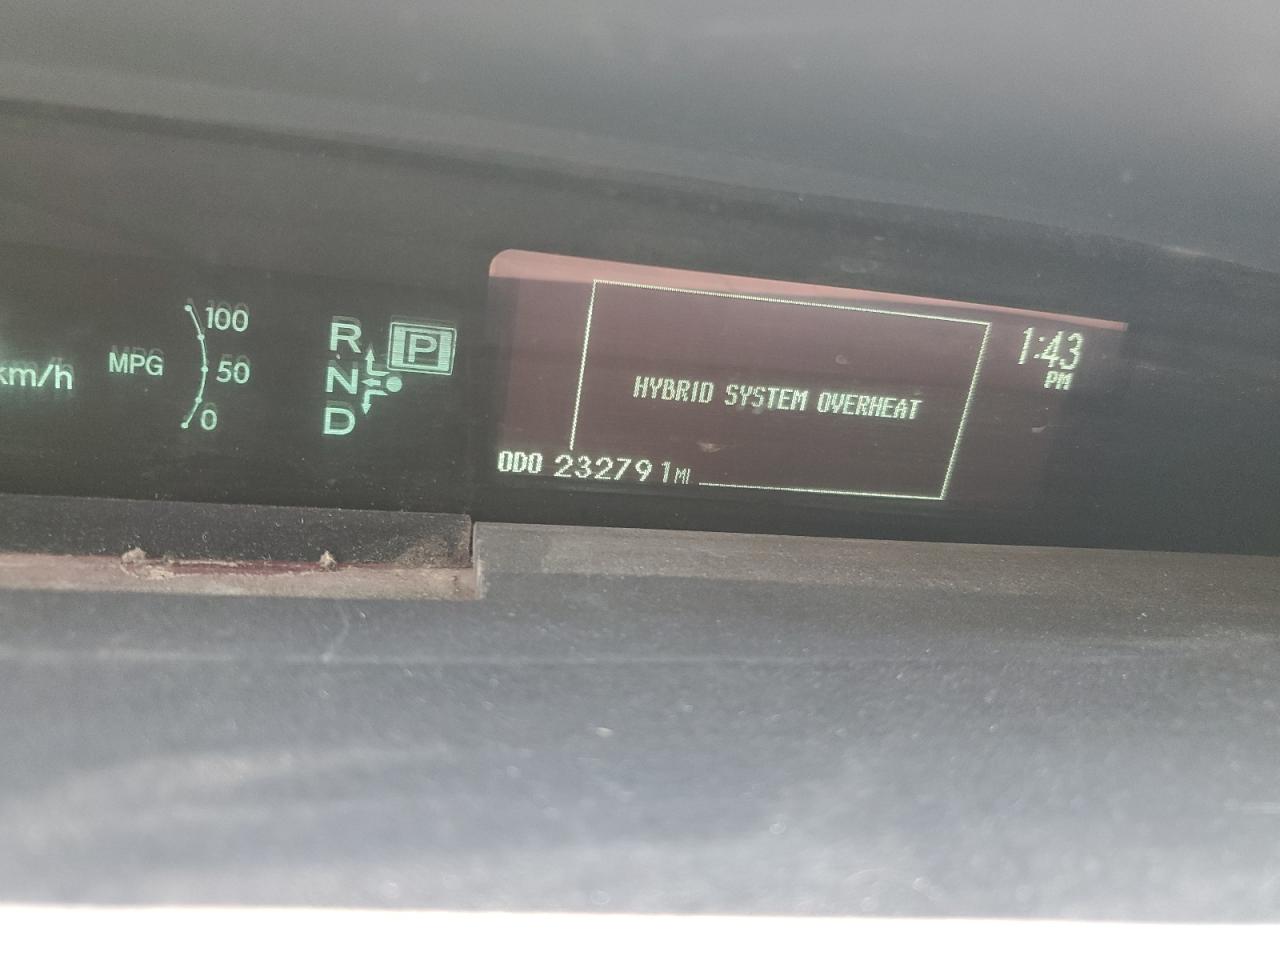 km/h
MPG
100
50
0
R
N
D
P
HYBRID SYSTEM OVERHEAT
1:43
PM
ODO 232791 MI